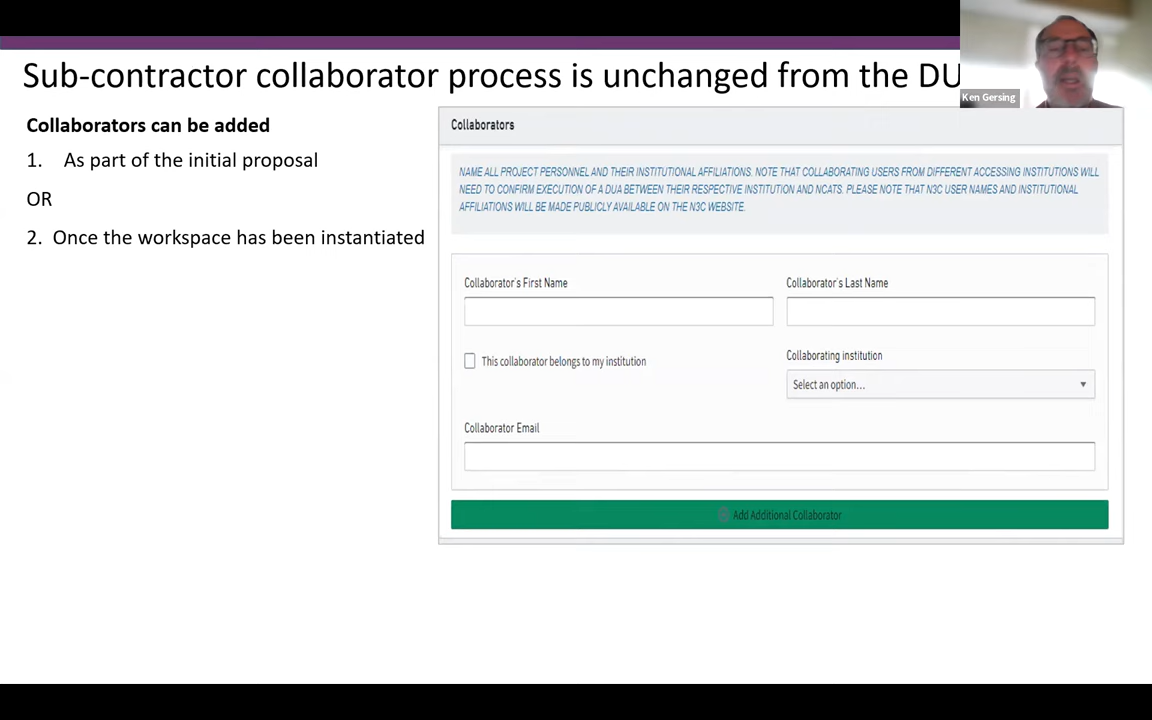 Sub-contractor collaborator process is unchanged from the DU
Ken Gersing
Collaborators can be added
1. As part of the initial proposal
OR
2. Once the workspace has been instantiated
Collaborators
NAME ALL PROJECT PERSONNEL AND THEIR INSTITUTIONAL AFFILIATIONS. NOTE THAT COLLABORATING USERS FROM DIFFERENT ACCESSING INSTITUTIONS WILL
NEED TO CONFIRM EXECUTION OF A DUA BETWEEN THEIR RESPECTIVE INSTITUTION AND NCATS. PLEASE NOTE THAT N3C USER NAMES AND INSTITUTIONAL
AFFILIATIONS WILL BE MADE PUBLICLY AVAILABLE ON THE N3C WEBSITE.
Collaborator's First Name
Collaborator's Last Name
This collaborator belongs to my institution
Collaborating institution
Select an option...
Collaborator Email
Add Additional Collaborator